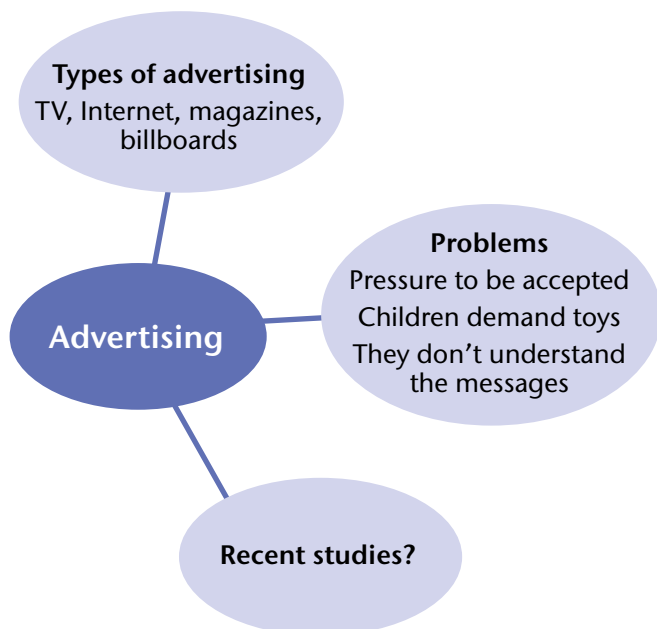 Types of advertising
TV, Internet, magazines,
billboards
Problems
Pressure to be accepted
Children demand toys
They don’t understand
the messages
Advertising
Recent studies?